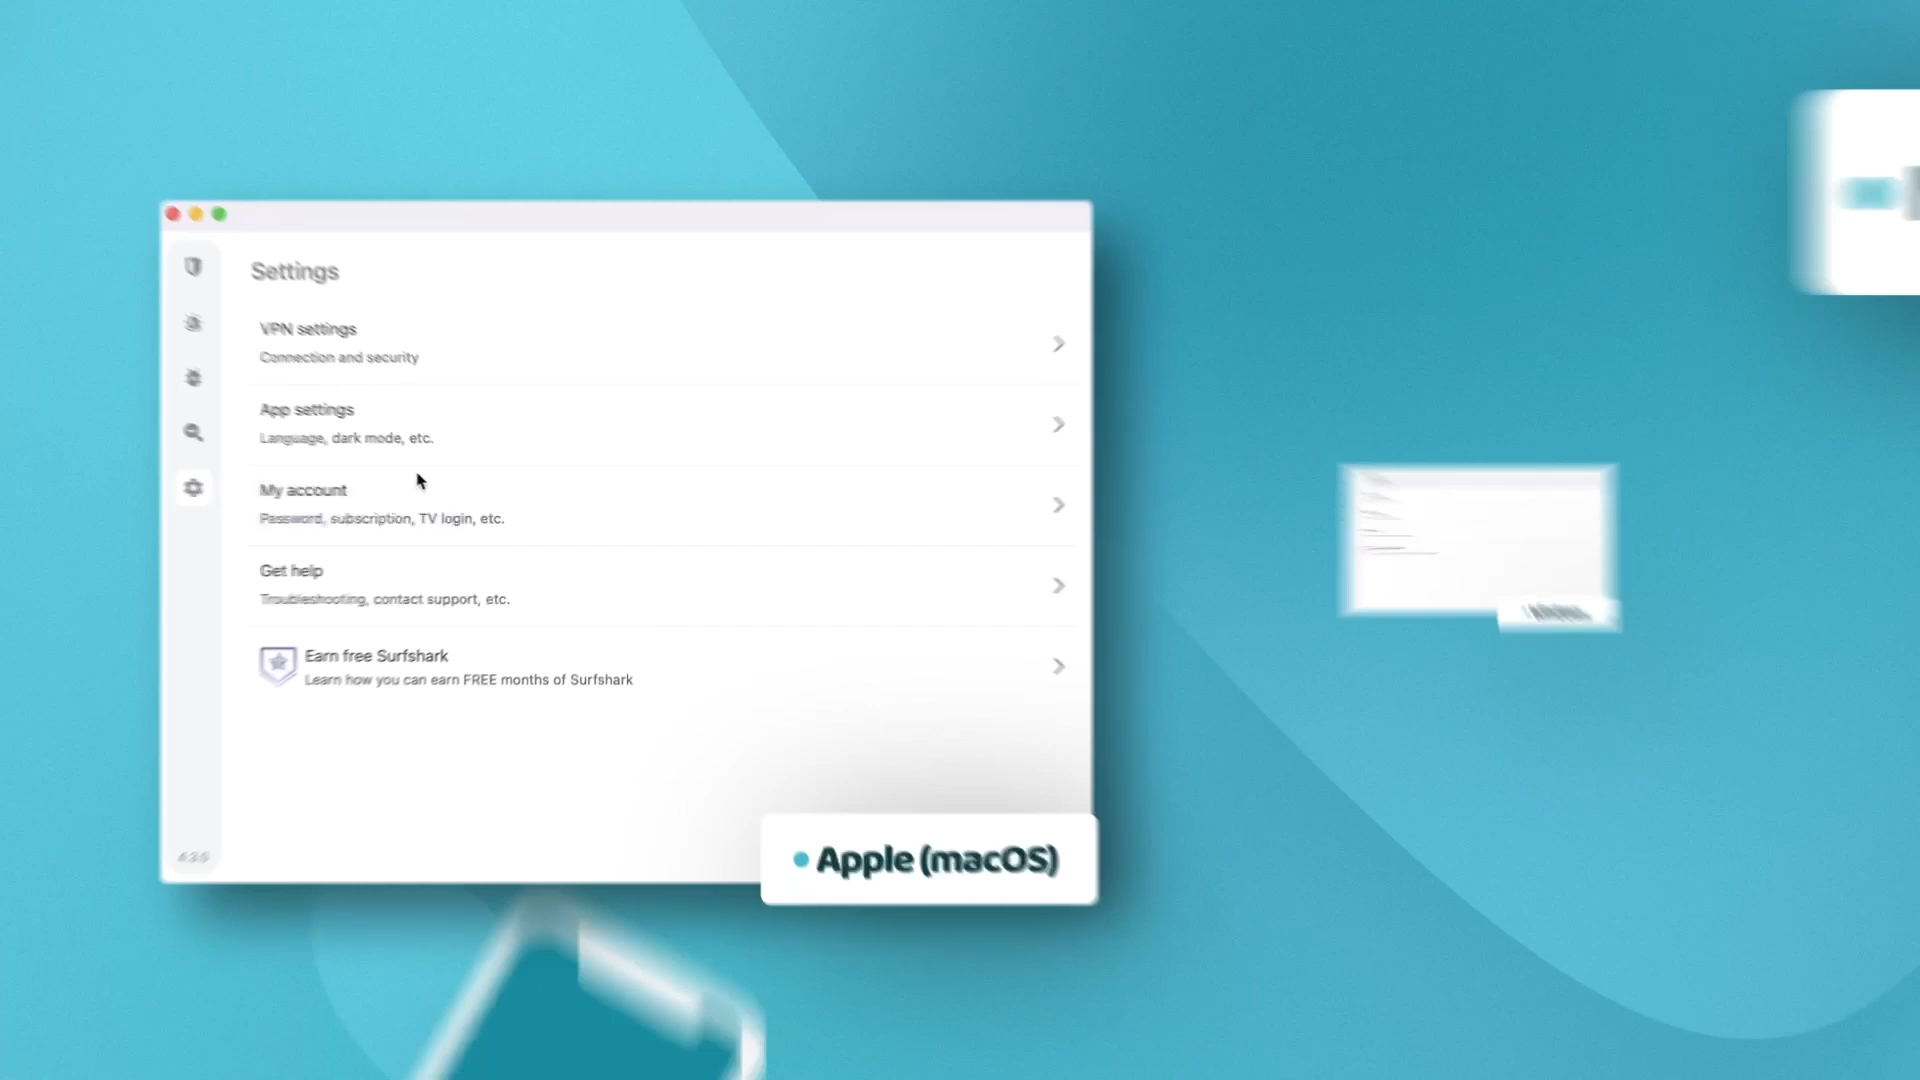 Settings
VPN settings
Connection and security
App settings
Language, dark mode, etc.
My account
Password, subscription, TV login, etc.
Get help
Troubleshooting, contact support, etc.
Earn free Surfshark
Learn how you can earn FREE months of Surfshark
Apple (macOS)